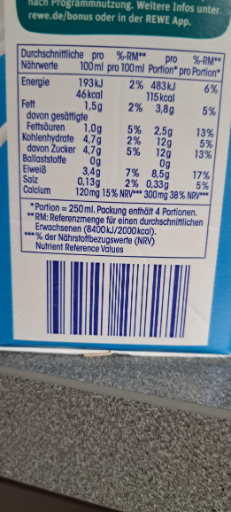 nach Programmnutzung. Weitere Infos unter
rewe.de/bonus oder in der REWE App.
Durchschnittliche pro %-RM** pro %-RM**
Nährwerte 100ml pro 100ml Portion* pro Portion*
Energie 193kJ 2% 483kJ 6%
46kcal 115kcal
Fett 1,5g 2% 3,8g 5%
davon gesättigte
Fettsäuren 1,0g 5% 2,5g 13%
Kohlenhydrate 4,7g 2% 12g 5%
davon Zucker 4,7g 5% 12g 13%
Ballaststoffe 0g 0g
Eiweiß 3,4g 7% 8,5g 17%
Salz 0,13g 2% 0,33g 5%
Calcium 120mg 15% NRV*** 300mg 38% NRV***
*Portion = 250ml. Packung enthält 4 Portionen.
**RM: Referenzmenge für einen durchschnittlichen
Erwachsenen (8400kJ/2000kcal).
***% der Nährstoffbezugswerte (NRV)
Nutrient Reference Values